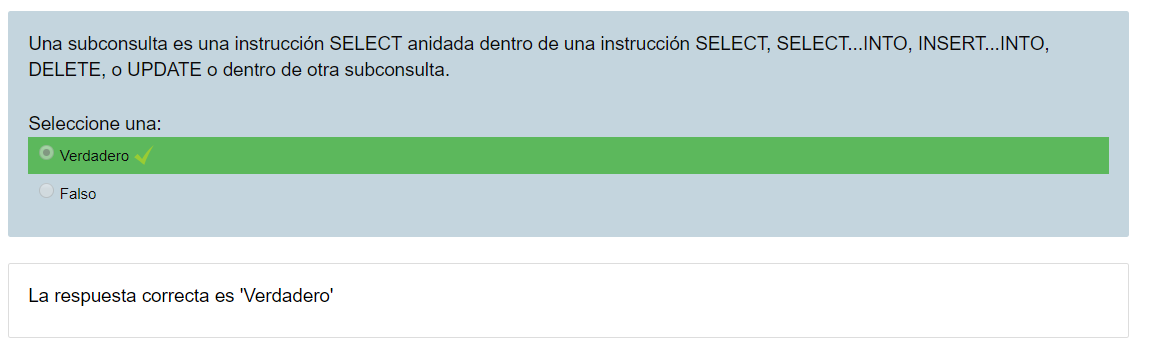 Una subconsulta es una instrucción SELECT anidada dentro de una instrucción SELECT, SELECT...INTO, INSERT...INTO,
DELETE, o UPDATE o dentro de otra subconsulta.
Seleccione una:
Verdadero
Falso
La respuesta correcta es 'Verdadero'